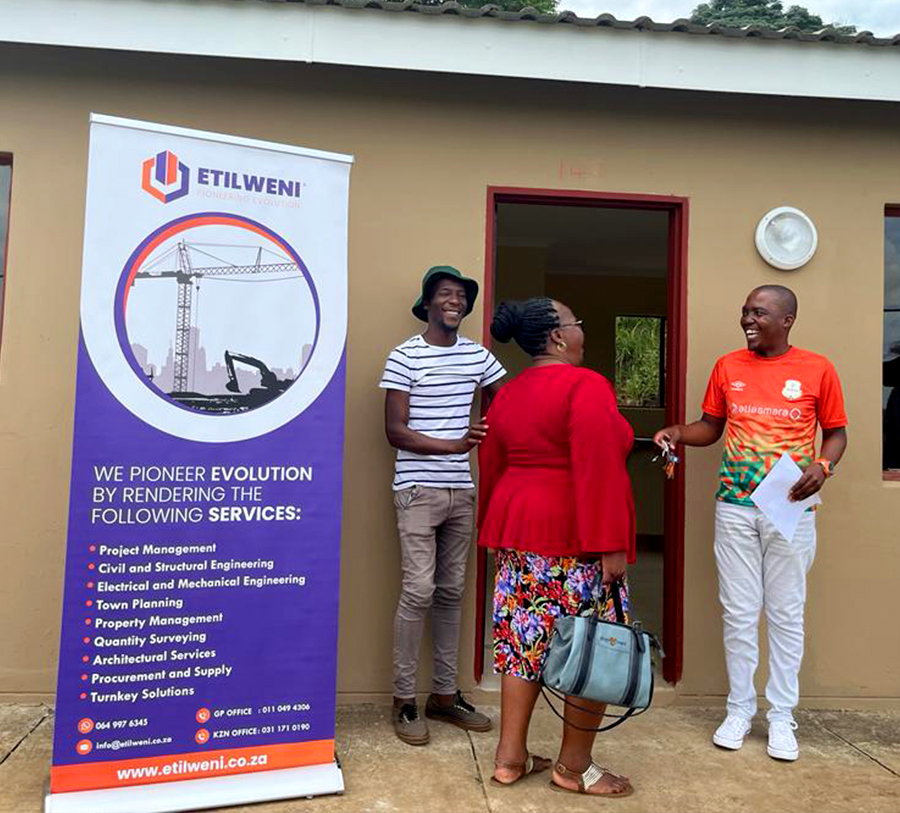 ETILWENI
PIONEERING EVOLUTION
WE PIONEER EVOLUTION
BY RENDERING THE
FOLLOWING SERVICES:
• Project Management
• Civil and Structural Engineering
• Electrical and Mechanical Engineering
• Town Planning
• Property Management
• Quantity Surveying
• Architectural Services
• Procurement and Supply
• Turnkey Solutions
064 997 6345
GP OFFICE : 011 049 4306
info@etilweni.co.za
KZN OFFICE: 031 171 0190
www.etilweni.co.za
atlasmara